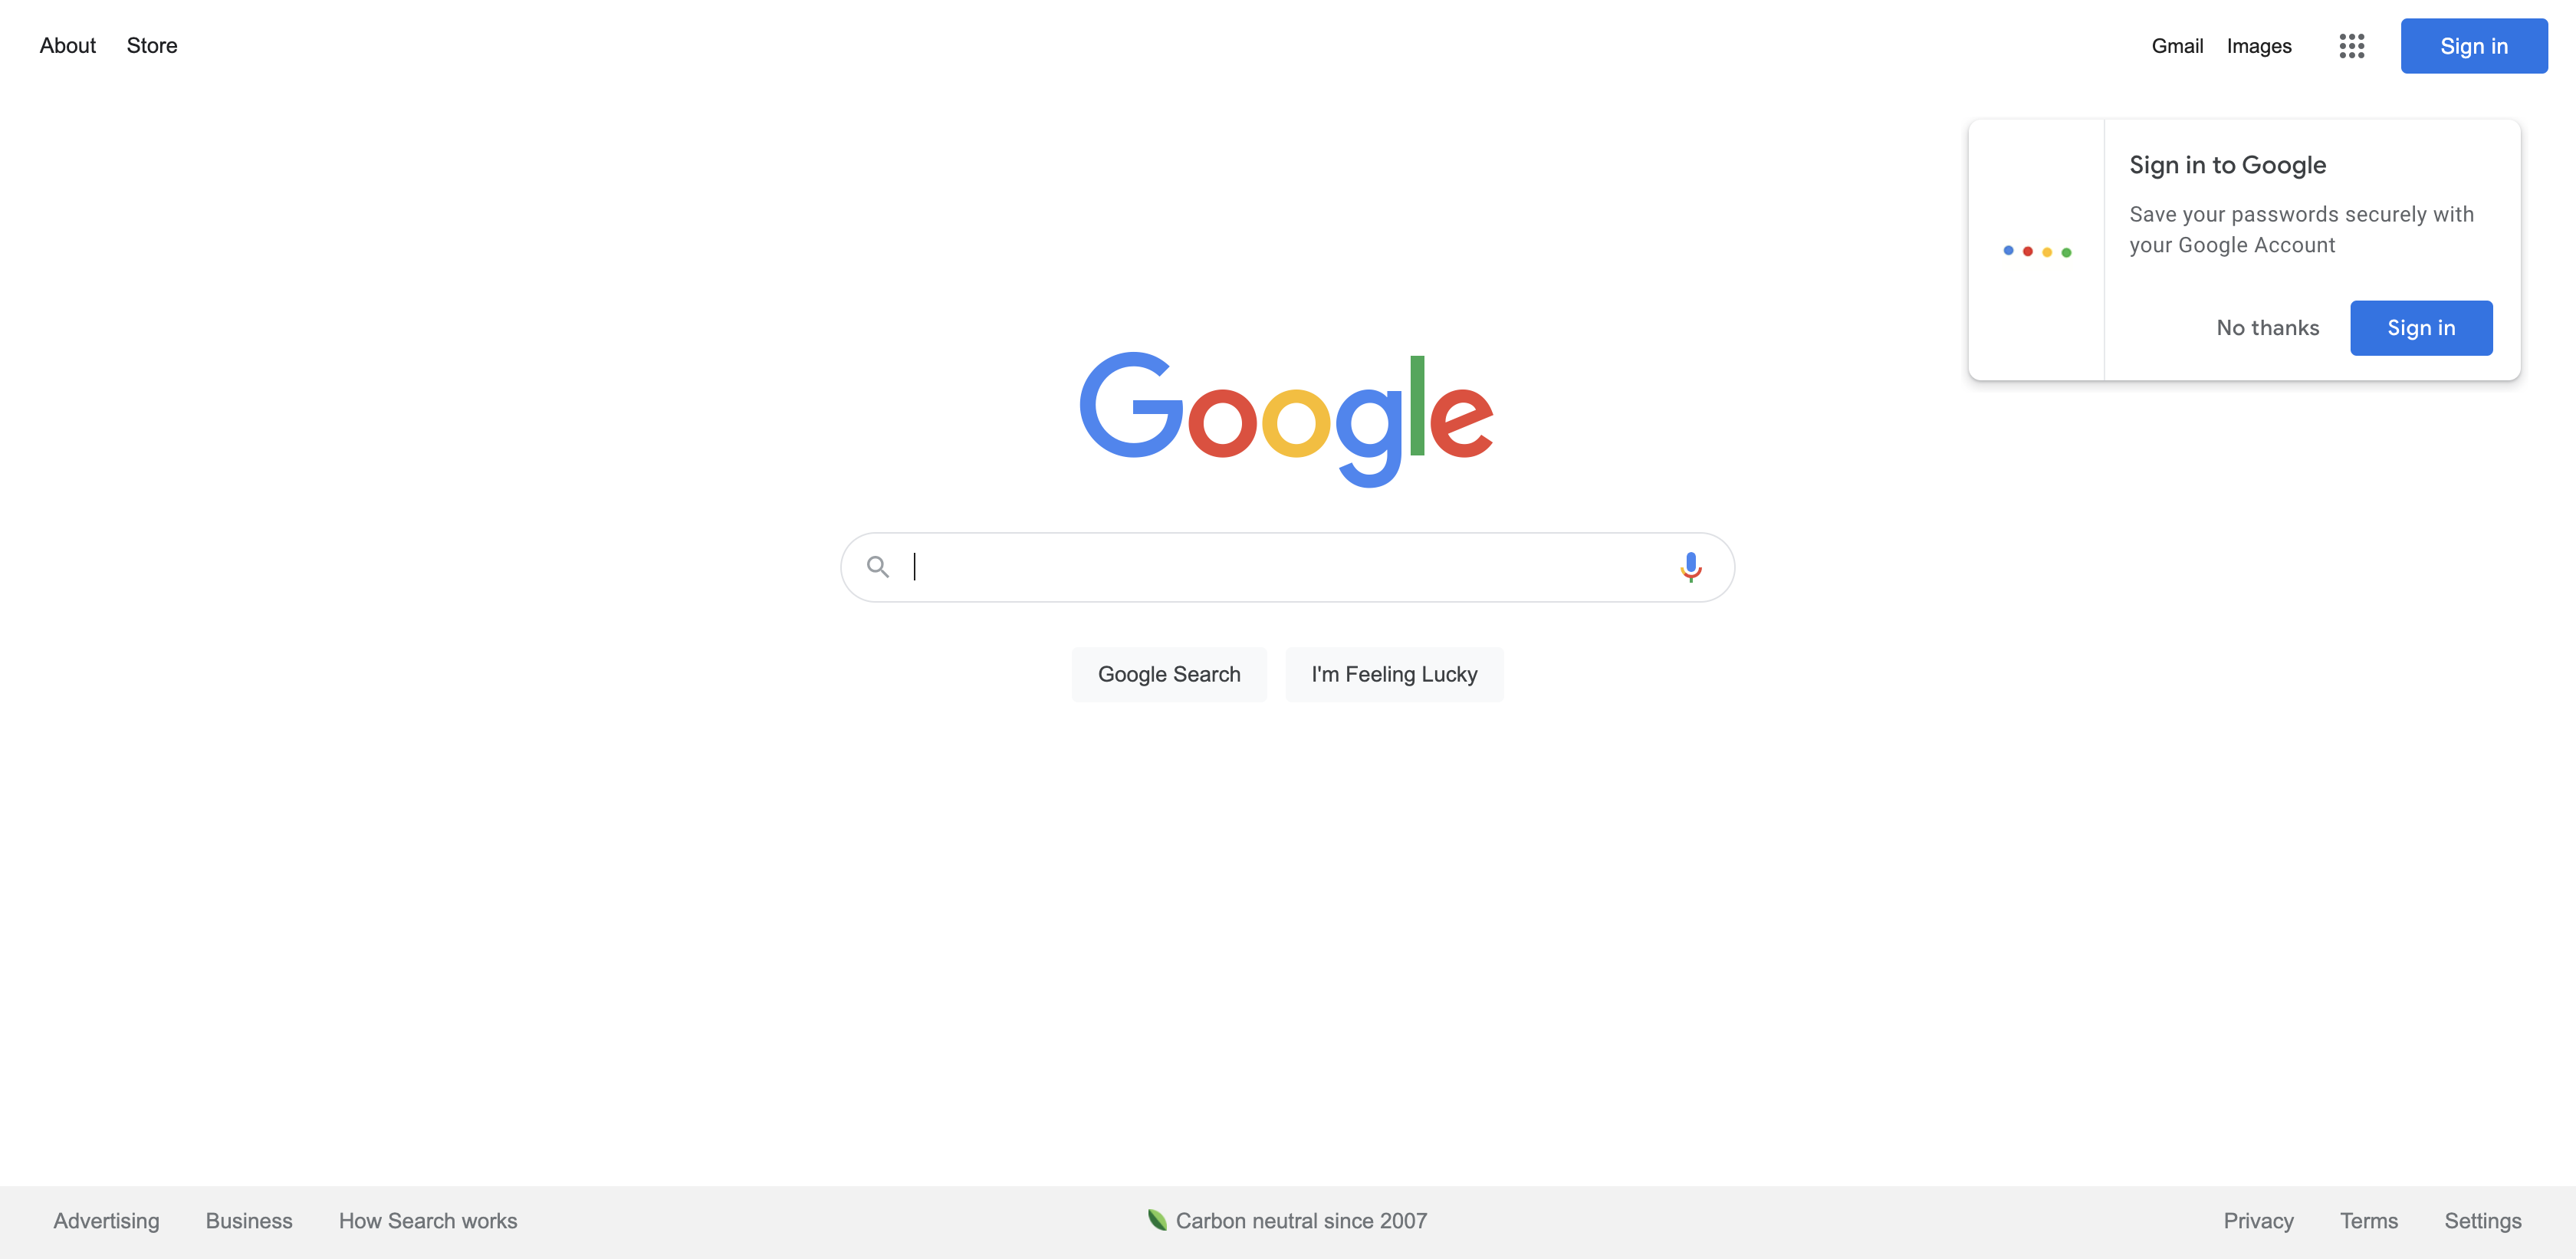 About Store
Gmail Images Sign in
Sign in to Google
Save your passwords securely with
your Google Account
No thanks Sign in
Google
Google Search I'm Feeling Lucky
Advertising Business How Search works
Carbon neutral since 2007
Privacy Terms Settings